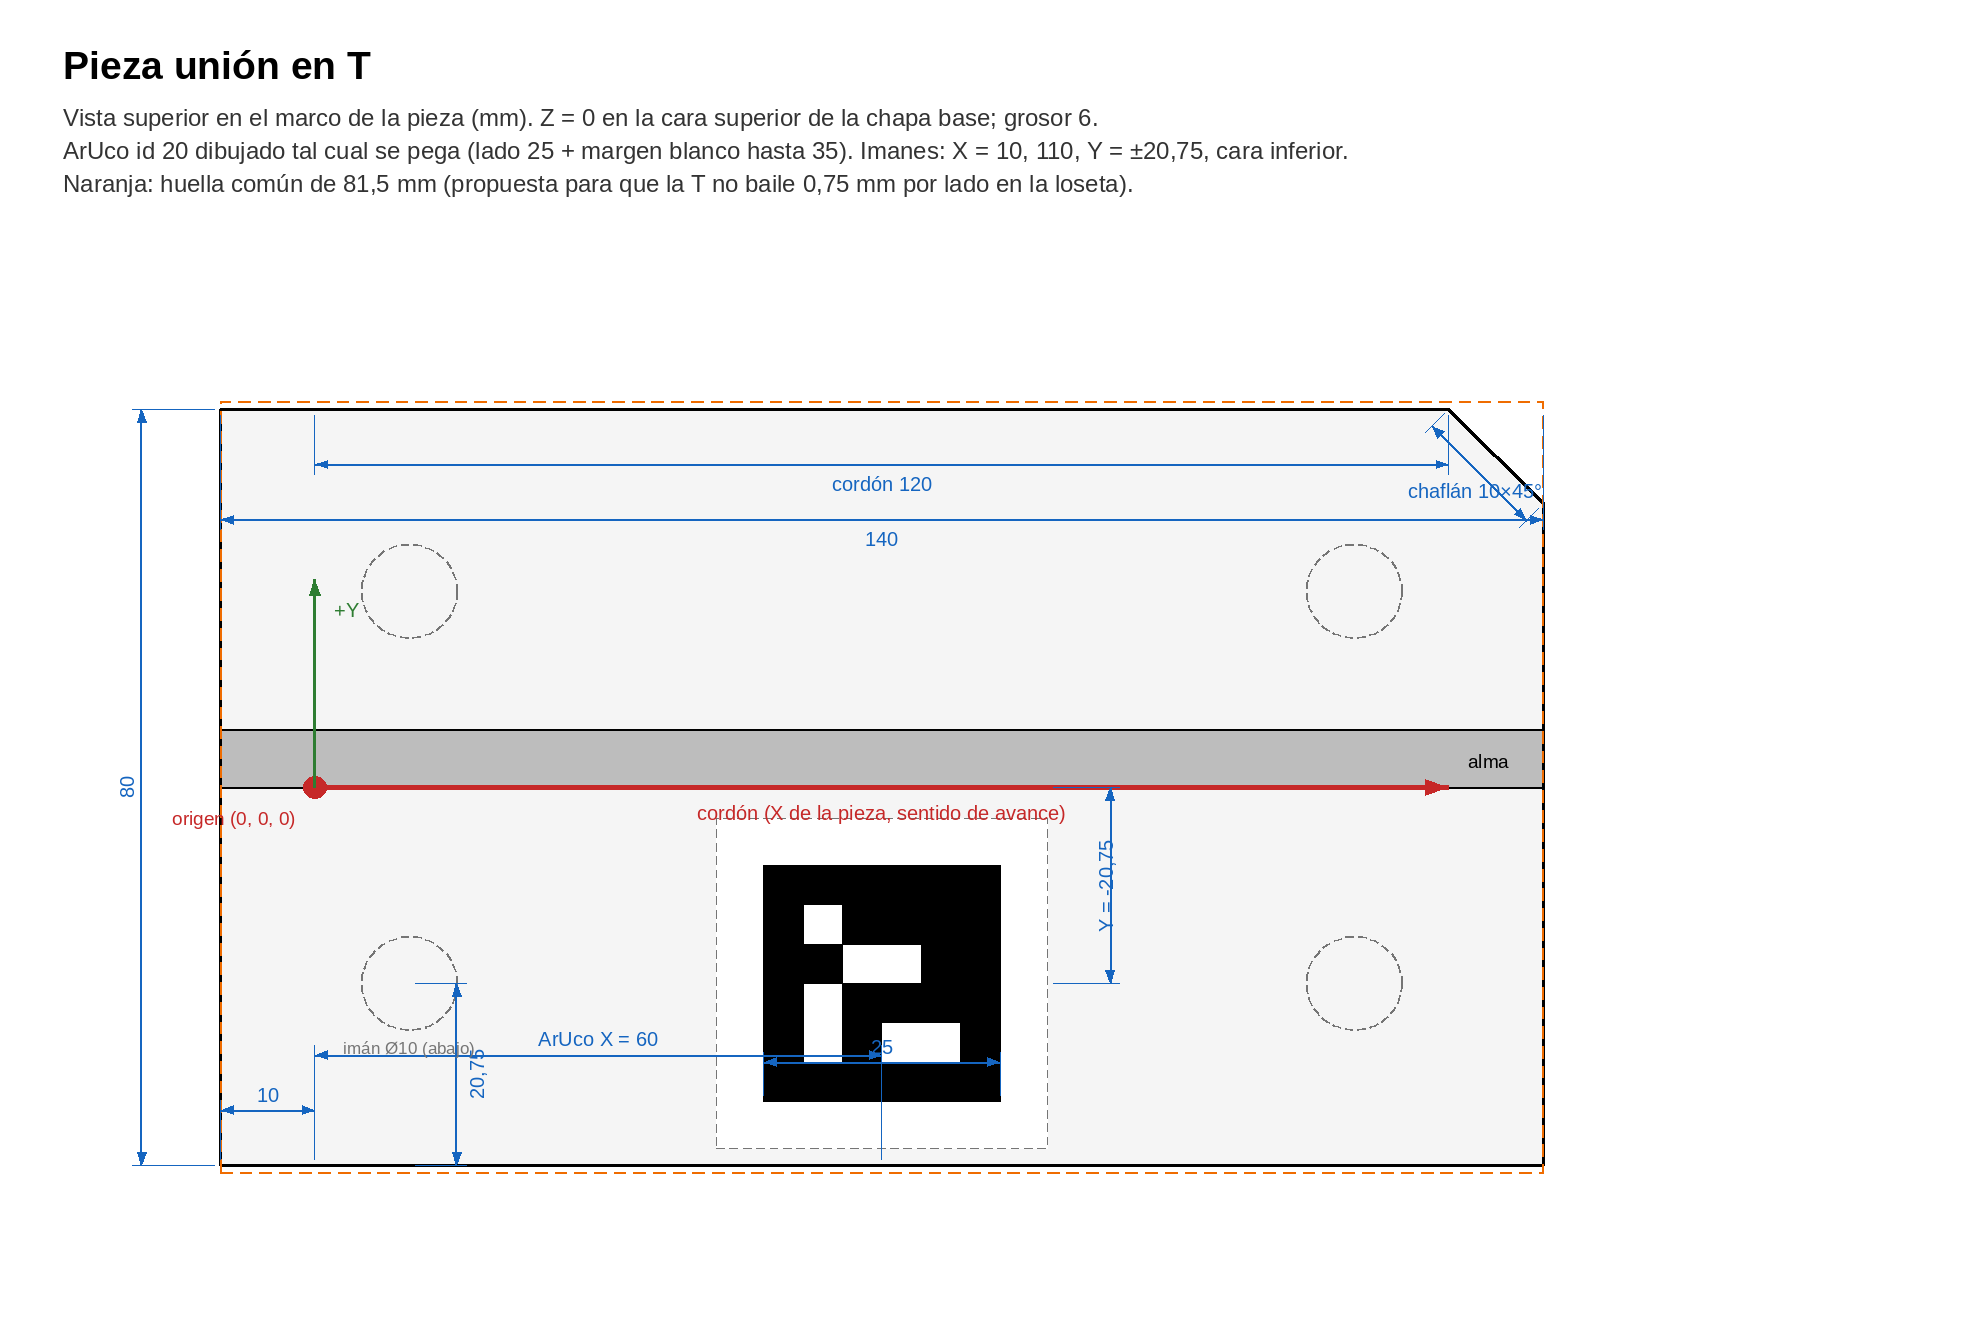 Pieza unión en T
Vista superior en el marco de la pieza (mm). Z = 0 en la cara superior de la chapa base; grosor 6.
ArUco id 20 dibujado tal cual se pega (lado 25 + margen blanco hasta 35). Imanes: X = 10, 110, Y = ±20,75, cara inferior.
Naranja: huella común de 81,5 mm (propuesta para que la T no baile 0,75 mm por lado en la loseta).
cordón 120
chaflán 10×45°
140
+Y
alma
80
origen (0, 0, 0)
cordón (X de la pieza, sentido de avance)
Y = -20,75
ArUco X = 60
25
imán Ø10 (abajo)
20,75
10